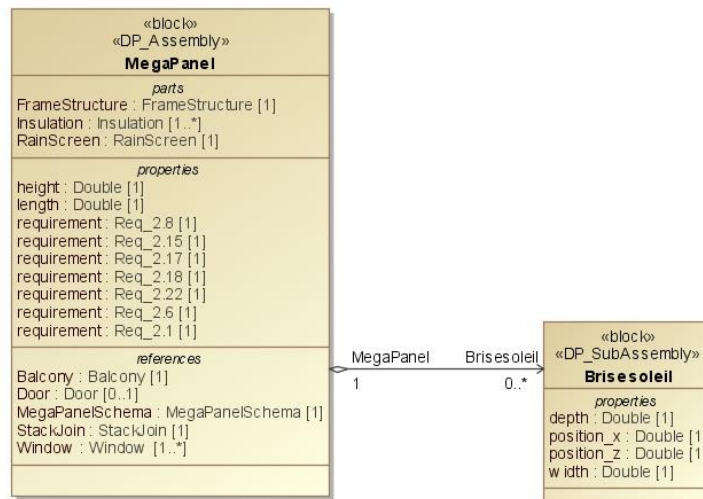 «block»
«DP_Assembly»
MegaPanel
parts
FrameStructure : FrameStructure [1]
Insulation : Insulation [1..*]
RainScreen : RainScreen [1]
properties
height : Double [1]
length : Double [1]
requirement : Req_2.8 [1]
requirement : Req_2.15 [1]
requirement : Req_2.17 [1]
requirement : Req_2.18 [1]
requirement : Req_2.22 [1]
requirement : Req_2.6 [1]
requirement : Req_2.1 [1]
references
Balcony : Balcony [1]
Door : Door [0..1]
MegaPanelSchema : MegaPanelSchema [1]
StackJoin : StackJoin [1]
Window : Window [1..*]
MegaPanel Brisesoleil
1 0..*
«block»
«DP_SubAssembly»
Brisesoleil
properties
depth : Double [1]
position_x : Double [1
position_z : Double [1
width : Double [1]